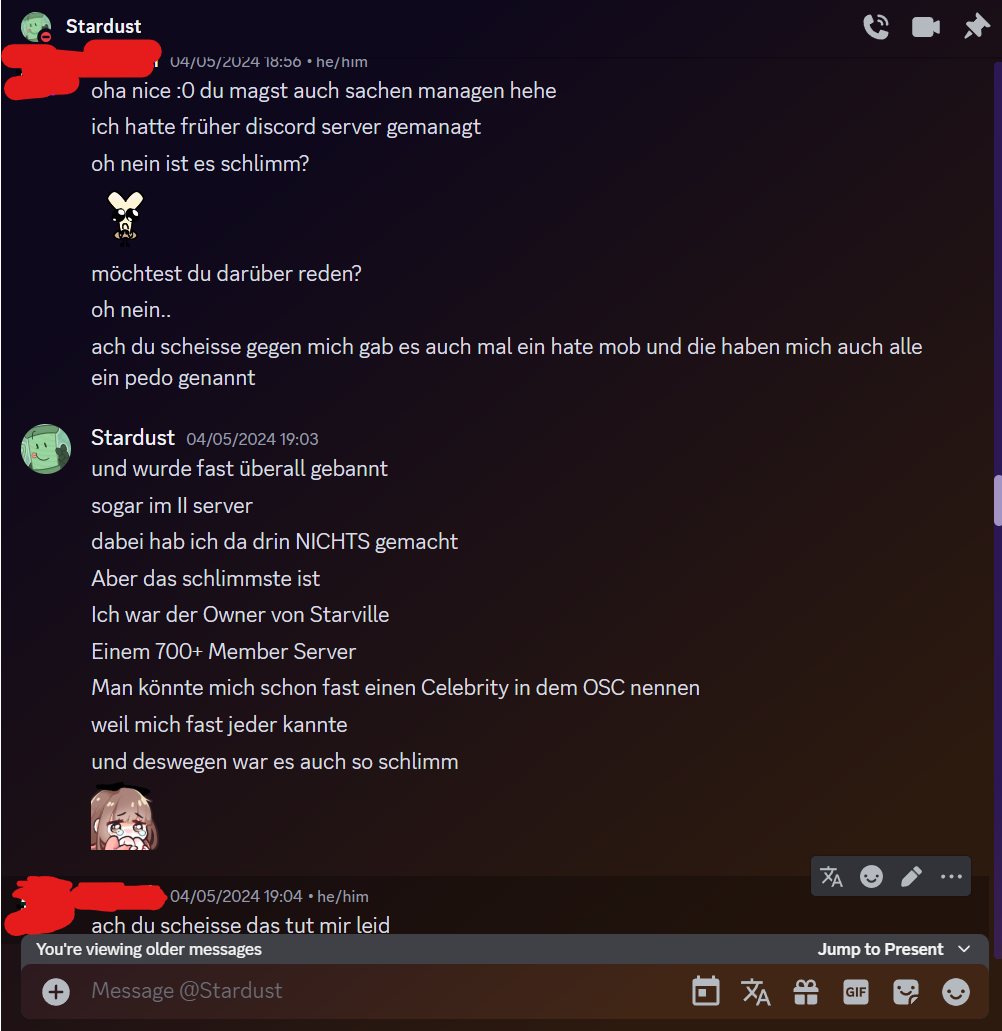 Stardust
04/05/2024 18:56 • he/him
oha nice :0 du magst auch sachen managen hehe
ich hatte früher discord server gemanagt
oh nein ist es schlimm?
möchtest du darüber reden?
oh nein..
ach du scheisse gegen mich gab es auch mal ein hate mob und die haben mich auch alle
ein pedo genannt
Stardust 04/05/2024 19:03
und wurde fast überall gebannt
sogar im II server
dabei hab ich da drin NICHTS gemacht
Aber das schlimmste ist
Ich war der Owner von Starville
Einem 700+ Member Server
Man könnte mich schon fast einen Celebrity in dem OSC nennen
weil mich fast jeder kannte
und deswegen war es auch so schlimm
04/05/2024 19:04 • he/him
ach du scheisse das tut mir leid
You're viewing older messages Jump to Present
Message @Stardust GIF